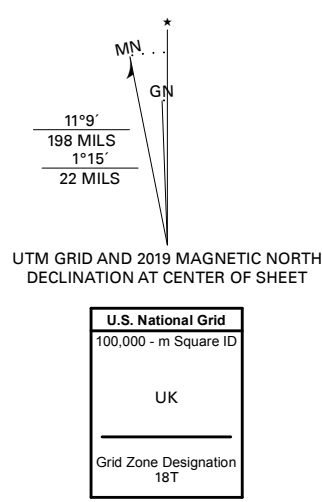 ★
MN
GN
11°9´
198 MILS
1°15´
22 MILS
UTM GRID AND 2019 MAGNETIC NORTH
DECLINATION AT CENTER OF SHEET
U.S. National Grid
100,000 - m Square ID
UK
Grid Zone Designation
18T